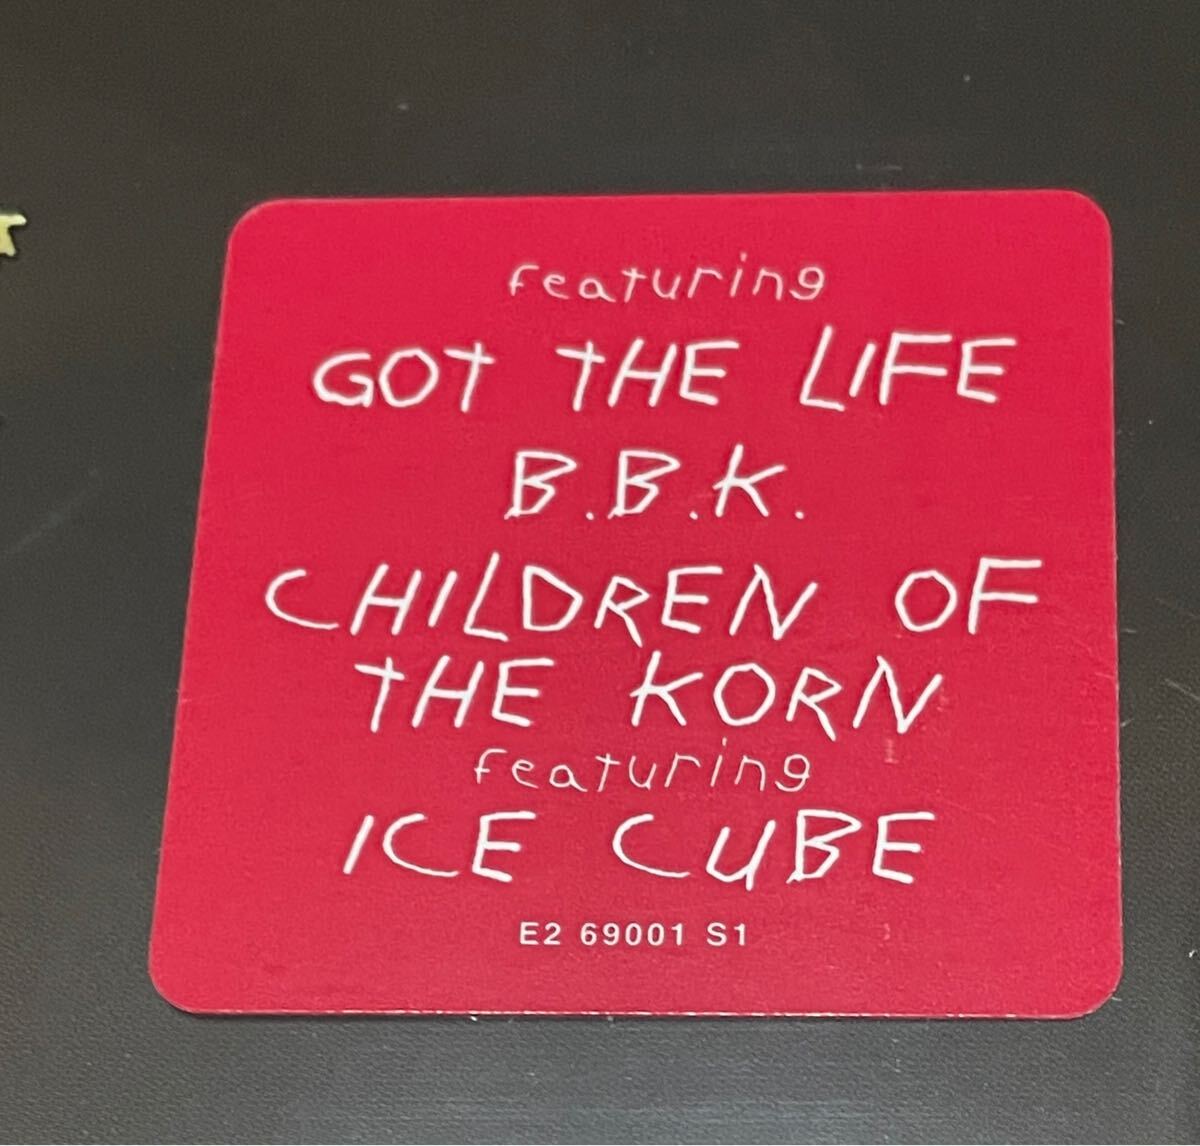 featuring
GOT THE LIFE
B.B.K.
CHILDREN OF
THE KORN
featuring
ICE CUBE
E2 69001 S1